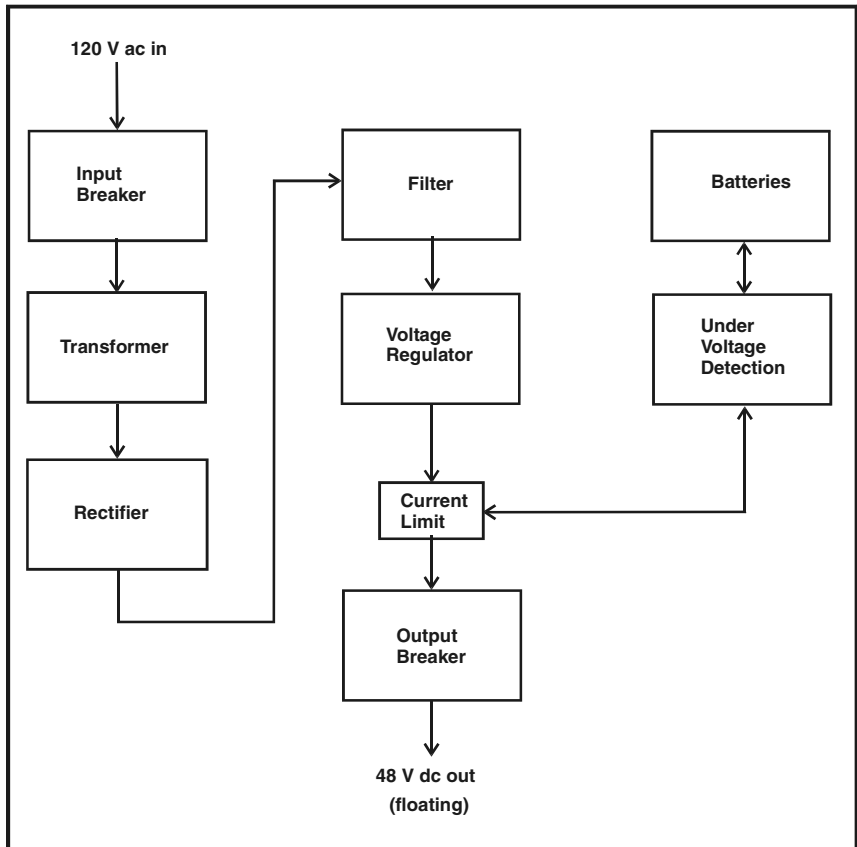 120 V ac in
Input
Breaker
Transformer
Rectifier
Filter
Voltage
Regulator
Current
Limit
Output
Breaker
48 V dc out
(floating)
Batteries
Under
Voltage
Detection